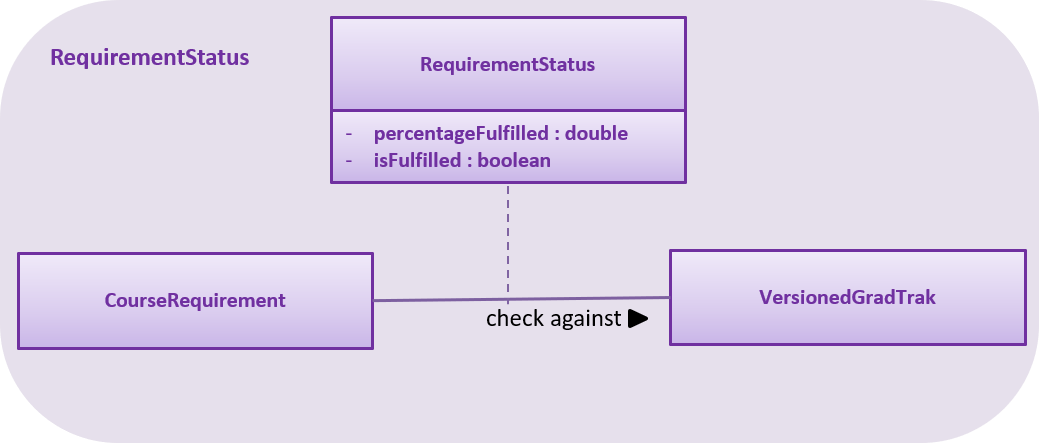 RequirementStatus
RequirementStatus
- percentageFulfilled : double
- isFulfilled : boolean
CourseRequirement
VersionedGradTrak
check against ▶